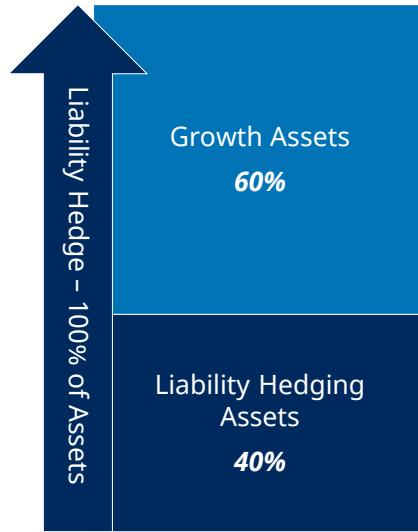 Liability Hedge – 100% of Assets
Growth Assets
60%
Liability Hedging
Assets
40%